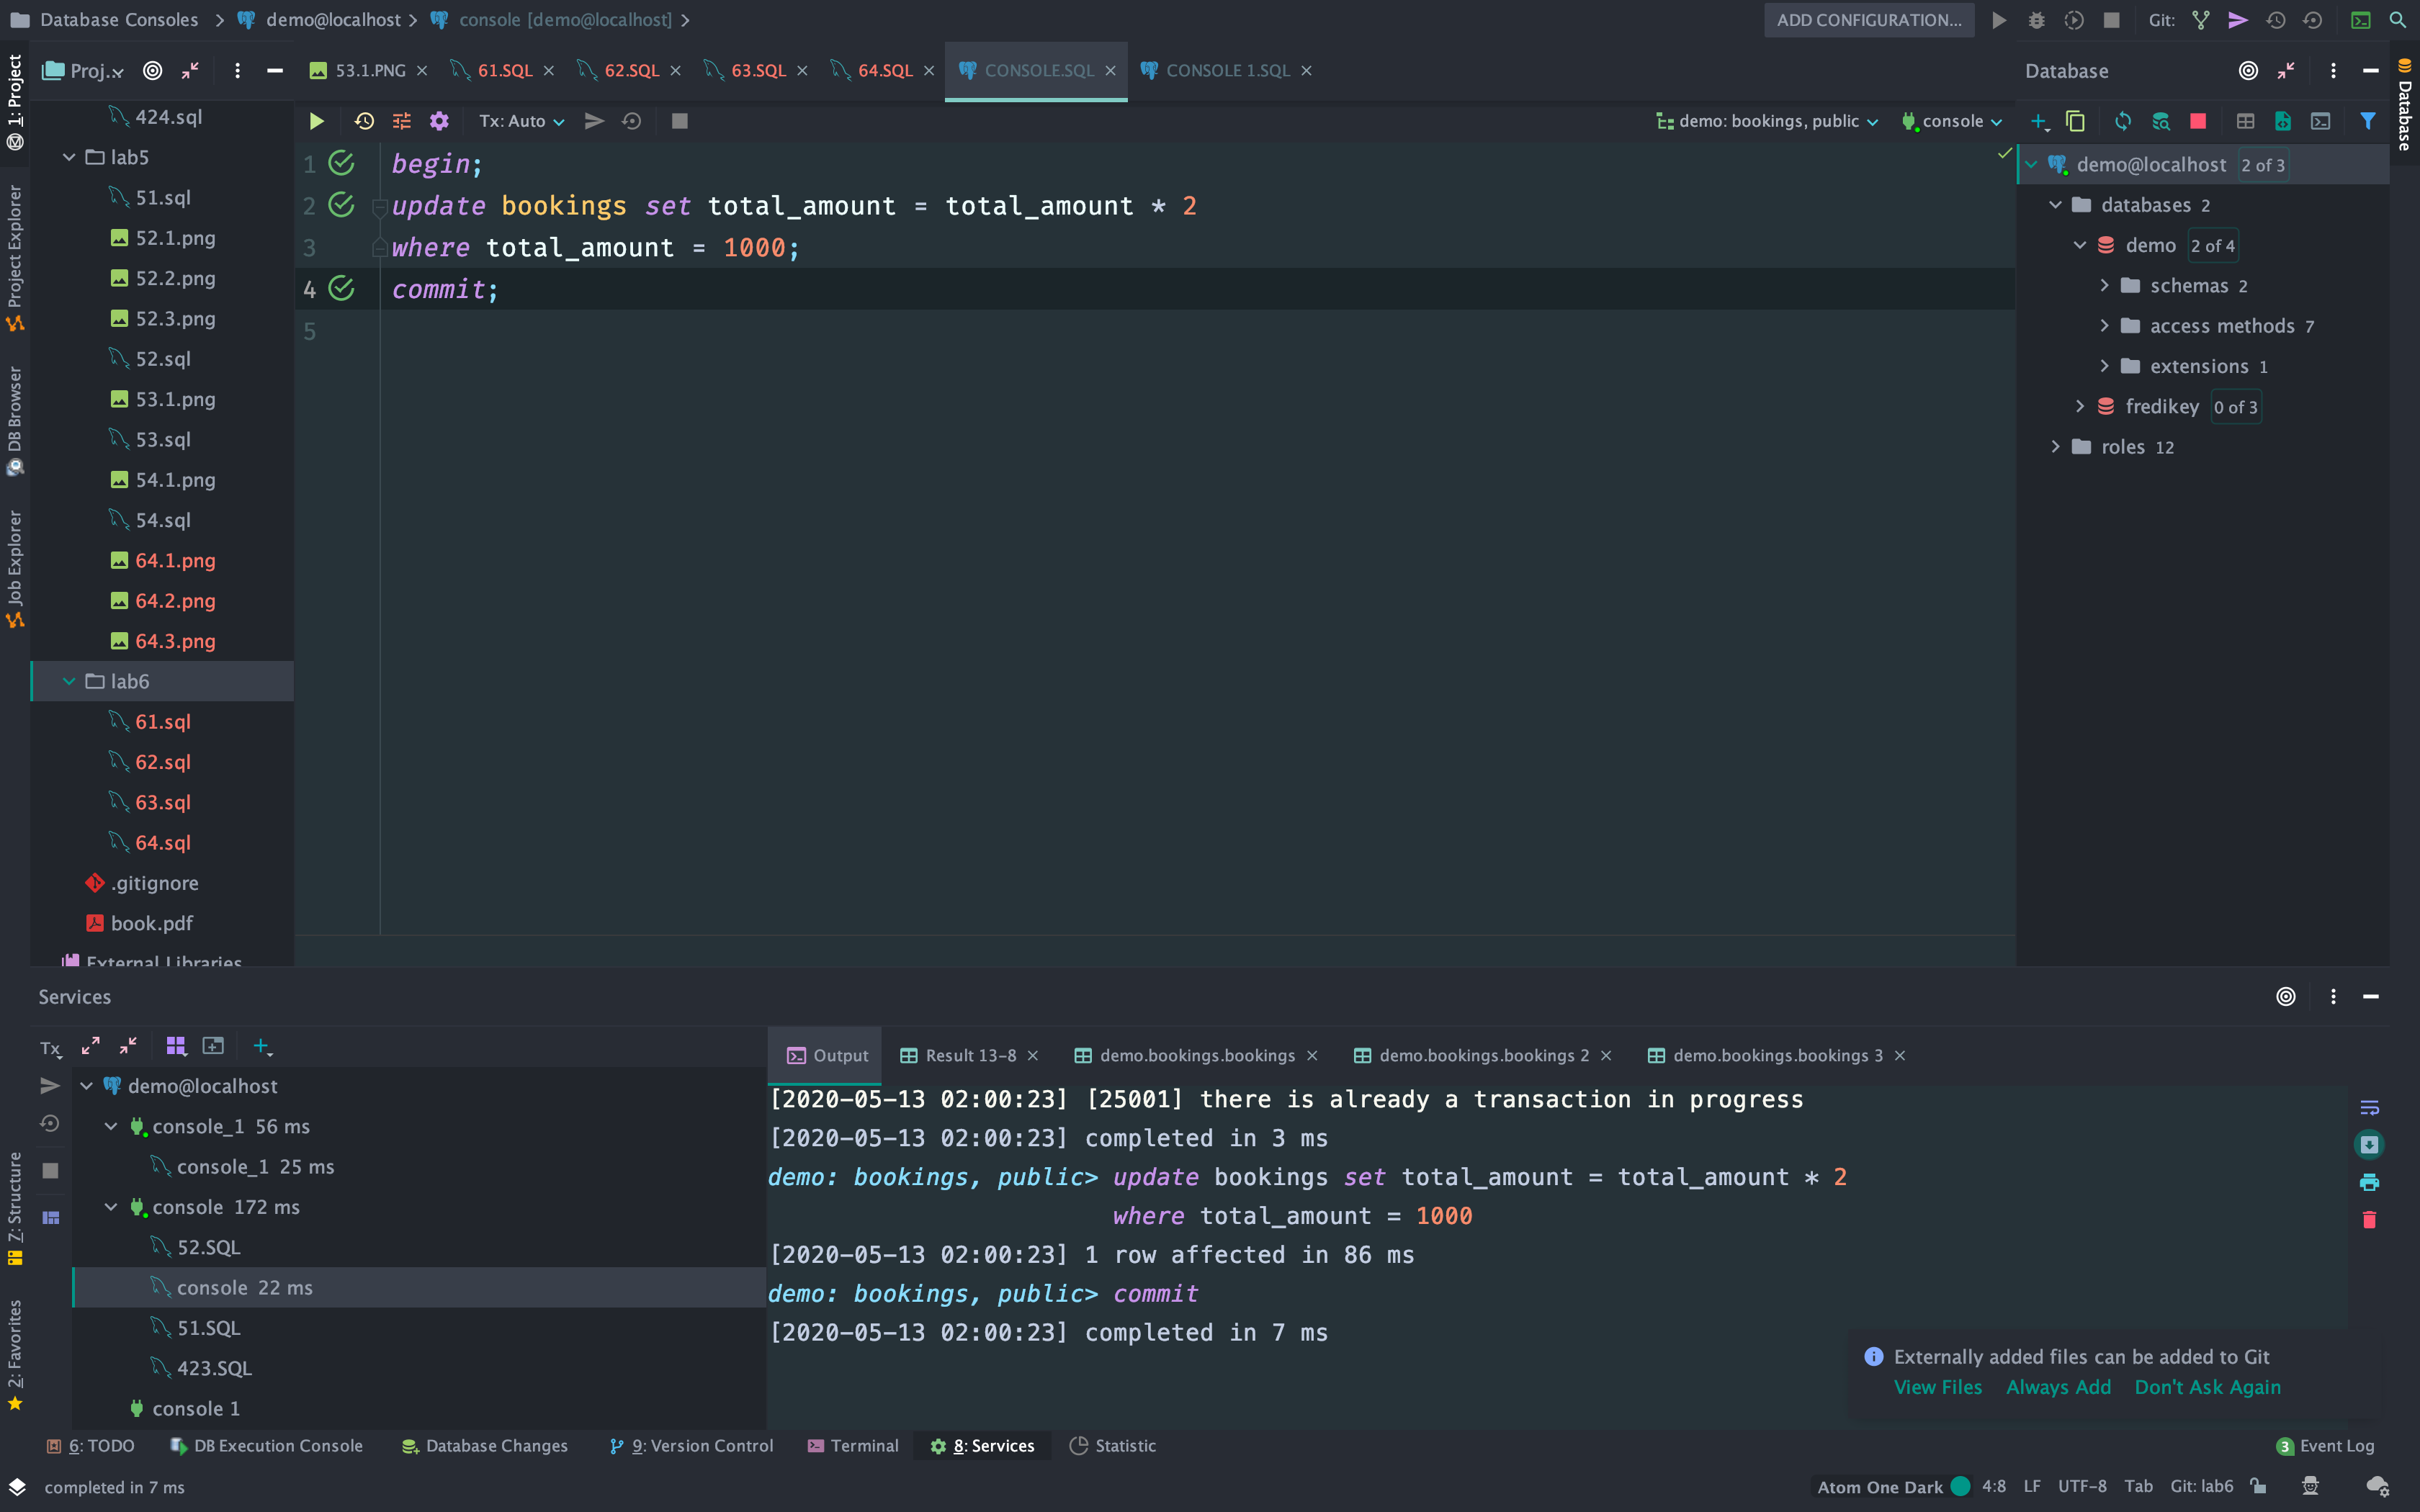 Database Consoles > demo@localhost > console [demo@localhost] >
ADD CONFIGURATION...
Git:
Proj...
53.1.PNG
61.SQL
62.SQL
63.SQL
64.SQL
CONSOLE.SQL
CONSOLE 1.SQL
Database
Tx: Auto
demo: bookings, public
console
1 begin;
2 update bookings set total_amount = total_amount * 2
3 where total_amount = 1000;
4 commit;
5
1: Project
Project Explorer
DB Browser
Job Explorer
7: Structure
2: Favorites
424.sql
lab5
51.sql
52.1.png
52.2.png
52.3.png
52.sql
53.1.png
53.sql
54.1.png
54.sql
64.1.png
64.2.png
64.3.png
lab6
61.sql
62.sql
63.sql
64.sql
.gitignore
book.pdf
External Libraries
demo@localhost 2 of 3
databases 2
demo 2 of 4
schemas 2
access methods 7
extensions 1
fredikey 0 of 3
roles 12
Database
Services
Tx
demo@localhost
console_1 56 ms
console_1 25 ms
console 172 ms
52.SQL
console 22 ms
51.SQL
423.SQL
console 1
Output
Result 13-8
demo.bookings.bookings
demo.bookings.bookings 2
demo.bookings.bookings 3
[2020-05-13 02:00:23] [25001] there is already a transaction in progress
[2020-05-13 02:00:23] completed in 3 ms
demo: bookings, public> update bookings set total_amount = total_amount * 2
where total_amount = 1000
[2020-05-13 02:00:23] 1 row affected in 86 ms
demo: bookings, public> commit
[2020-05-13 02:00:23] completed in 7 ms
Externally added files can be added to Git
View Files Always Add Don't Ask Again
6: TODO
DB Execution Console
Database Changes
9: Version Control
Terminal
8: Services
Statistic
3 Event Log
completed in 7 ms
Atom One Dark
4:8
LF
UTF-8
Tab
Git: lab6